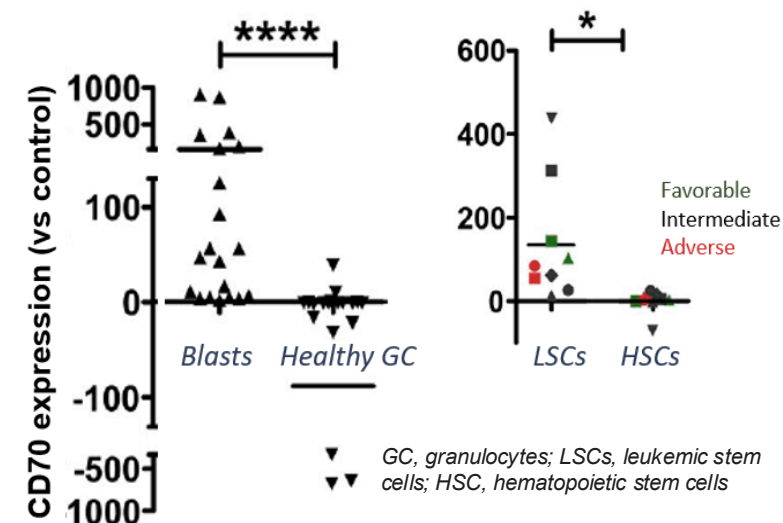 ****
*
CD70 expression (vs control)
1000
500
100
0
-100
-500
1000
600
400
200
0
Favorable
Intermediate
Adverse
Blasts
Healthy GC
LSCs
HSCs
GC, granulocytes; LSCs, leukemic stem
cells; HSC, hematopoietic stem cells